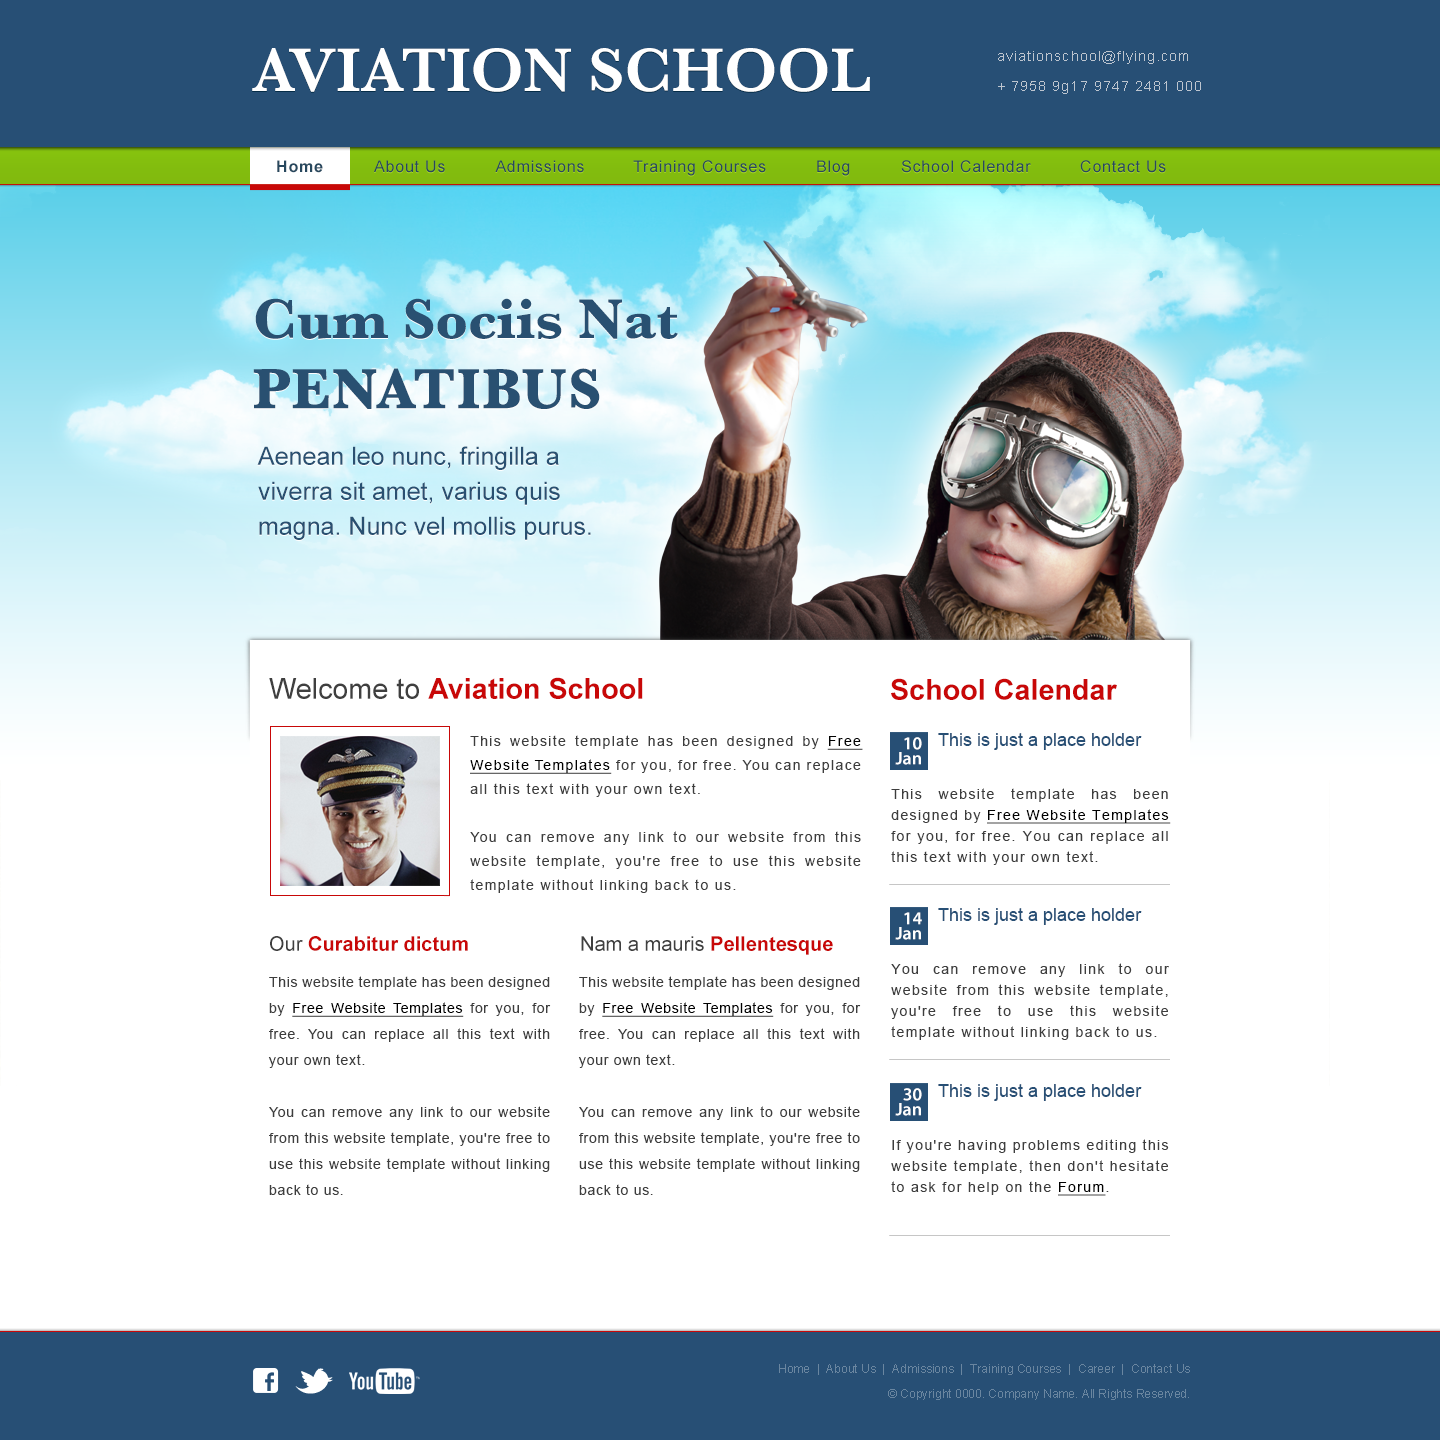 AVIATION SCHOOL
aviationschool@flying.com
+ 7958 9g17 9747 2481 000
Home About Us Admissions Training Courses Blog School Calendar Contact Us
Cum Sociis Nat
PENATIBUS
Aenean leo nunc, fringilla a
viverra sit amet, varius quis
magna. Nunc vel mollis purus.
Welcome to Aviation School
This website template has been designed by Free
Website Templates for you, for free. You can replace
all this text with your own text.
You can remove any link to our website from this
website template, you're free to use this website
template without linking back to us.
Our Curabitur dictum
This website template has been designed
by Free Website Templates for you, for
free. You can replace all this text with
your own text.
You can remove any link to our website
from this website template, you're free to
use this website template without linking
back to us.
Nam a mauris Pellentesque
This website template has been designed
by Free Website Templates for you, for
free. You can replace all this text with
your own text.
You can remove any link to our website
from this website template, you're free to
use this website template without linking
back to us.
School Calendar
10
Jan
This is just a place holder
This website template has been
designed by Free Website Templates
for you, for free. You can replace all
this text with your own text.
14
Jan
This is just a place holder
You can remove any link to our
website from this website template,
you're free to use this website
template without linking back to us.
30
Jan
This is just a place holder
If you're having problems editing this
website template, then don't hesitate
to ask for help on the Forum.
f
YouTube
Home | About Us | Admissions | Training Courses | Career | Contact Us
© Copyright 0000. Company Name. All Rights Reserved.